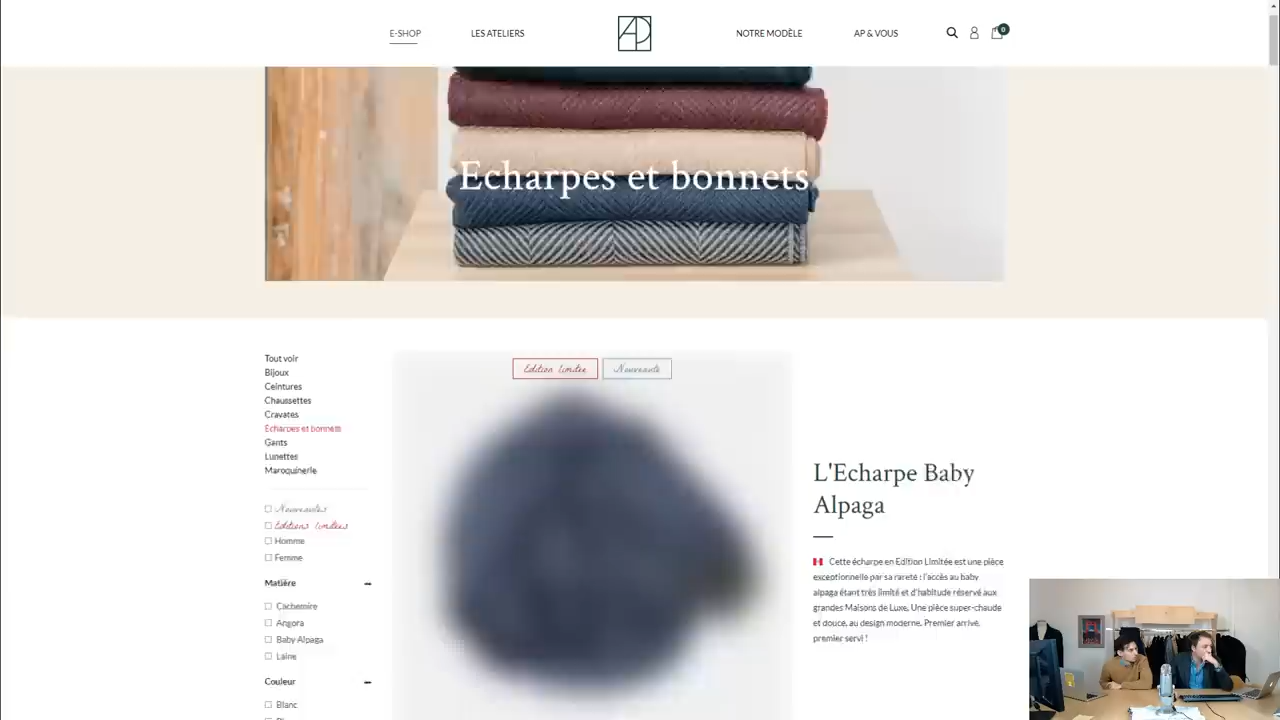 E-SHOP
LES ATELIERS
AP
NOTRE MODÈLE
AP & VOUS
0
Echarpes et bonnets
Tout voir
Bijoux
Ceintures
Chaussettes
Cravates
Echarpes et bonnets
Gants
Lunettes
Maroquinerie
Nouveautés
Editions limitées
Homme
Femme
Matière
Cachemire
Angora
Baby Alpaga
Laine
Couleur
Blanc
Edition limitée
Nouveauté
L'Echarpe Baby
Alpaga
Cette écharpe en Edition LImitée est une pièce
exceptionnelle par sa rareté : l'accès au baby
alpaga étant très limité et d'habitude réservé aux
grandes Maisons de Luxe. Une pièce super-chaude
et douce, au design moderne. Premier arrivé,
premier servi !